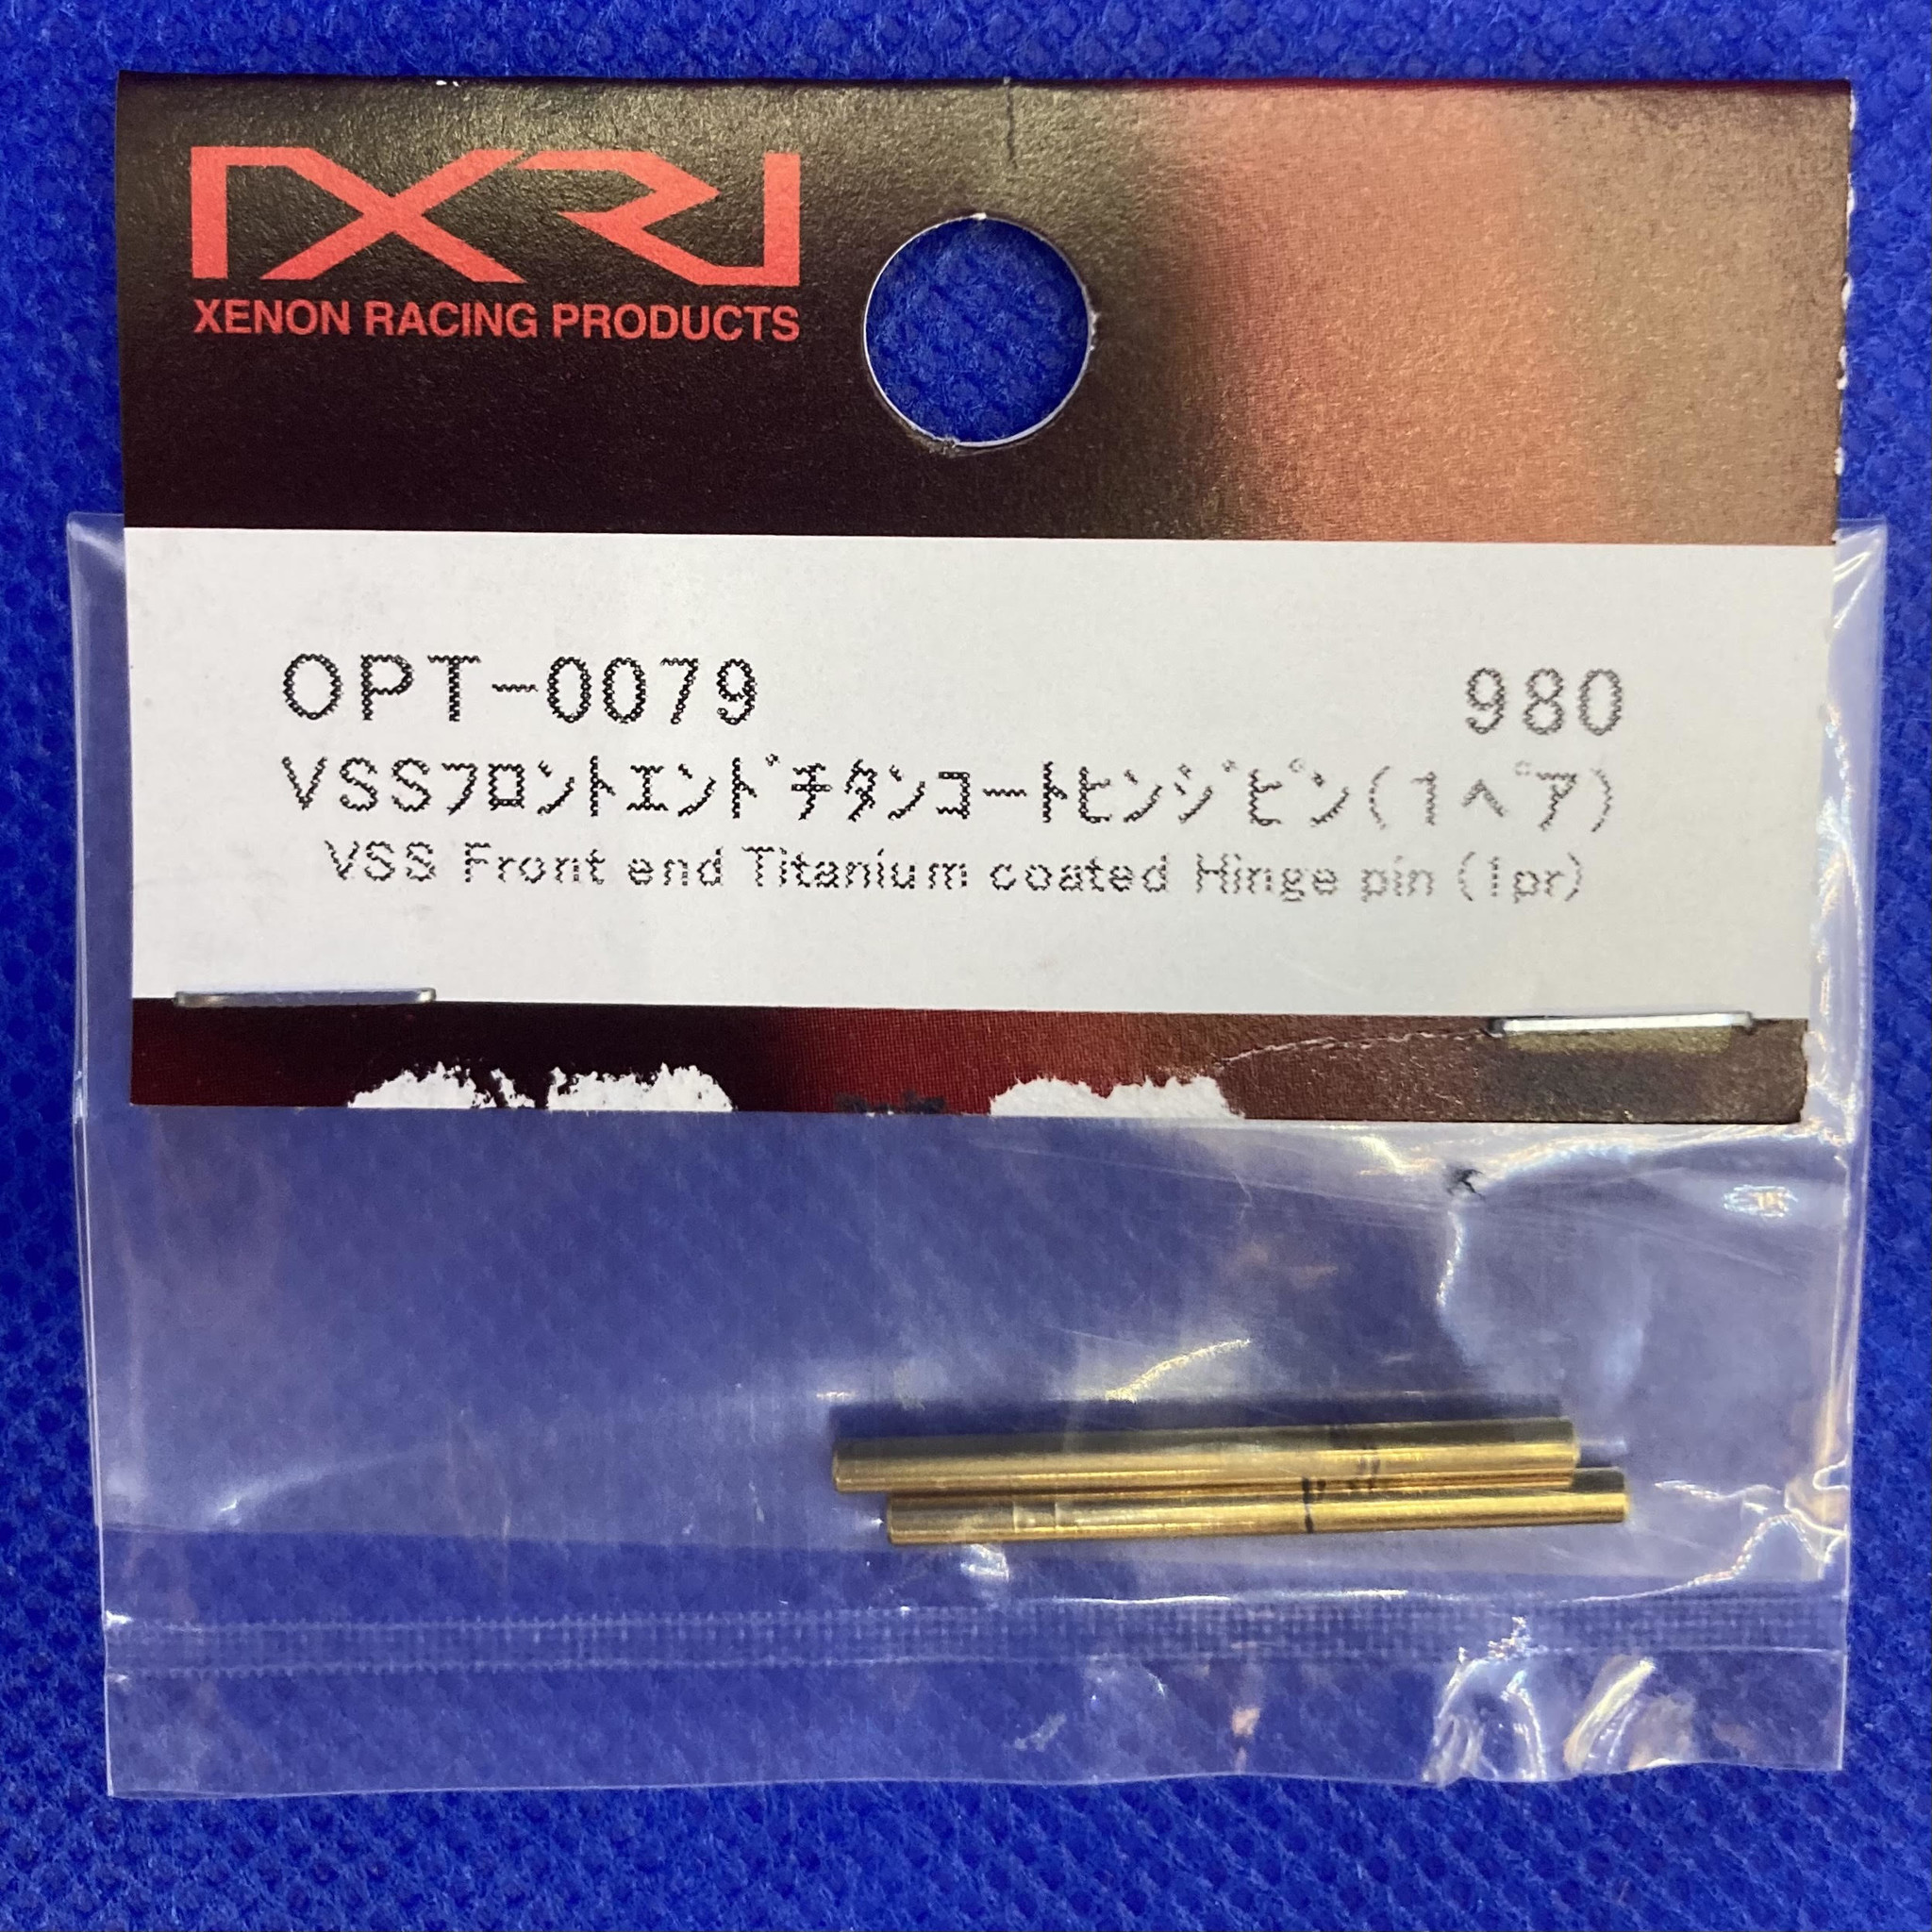 XR
XENON RACING PRODUCTS
OPT-0079 980
VSSフロントエンドチタンコートヒンジピン(1ペア)
VSS Front end Titanium coated Hinge pin (1pr)